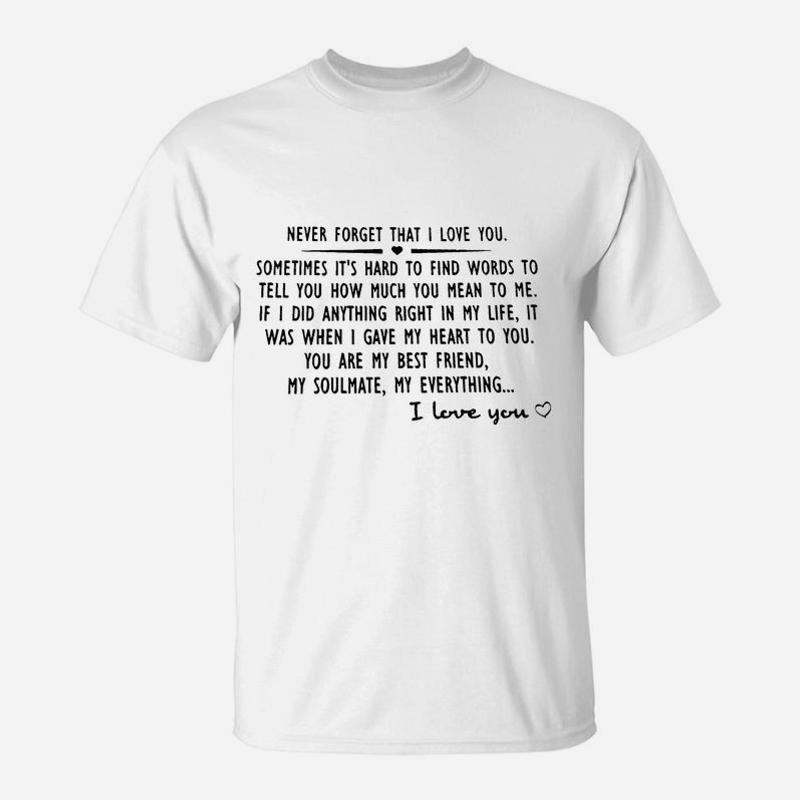 NEVER FORGET THAT I LOVE YOU.
SOMETIMES IT'S HARD TO FIND WORDS TO
TELL YOU HOW MUCH YOU MEAN TO ME.
IF I DID ANYTHING RIGHT IN MY LIFE, IT
WAS WHEN I GAVE MY HEART TO YOU.
YOU ARE MY BEST FRIEND,
MY SOULMATE, MY EVERYTHING...
I love you ♡